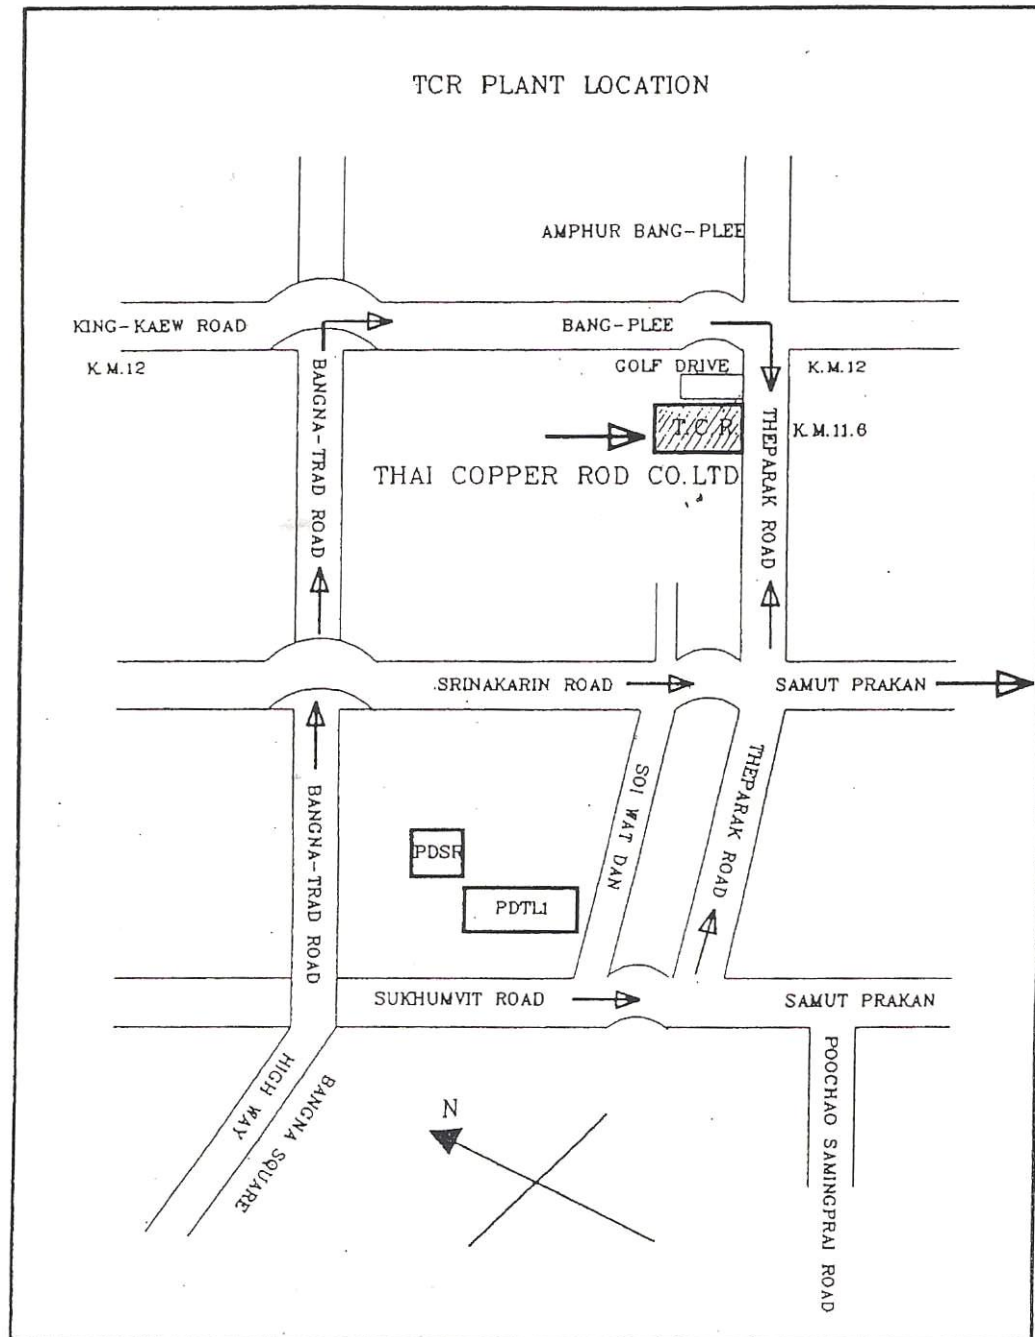 TCR PLANT LOCATION
AMPHUR BANG-PLEE
KING-KAEW ROAD
BANG-PLEE
K.M.12
GOLF DRIVE
K.M.12
T.C.R.
K.M.11.6
THAI COPPER ROD CO.LTD
BANGNA-TRAD ROAD
THEPARAK ROAD
SRINAKARIN ROAD
SAMUT PRAKAN
SOI WAT DAN
THEPARAK ROAD
BANGNA-TRAD ROAD
PDSR
PDTL1
SUKHUMVIT ROAD
SAMUT PRAKAN
HIGH WAY
BANGNA SQUARE
N
POOCHAO SAMINGPRAI ROAD